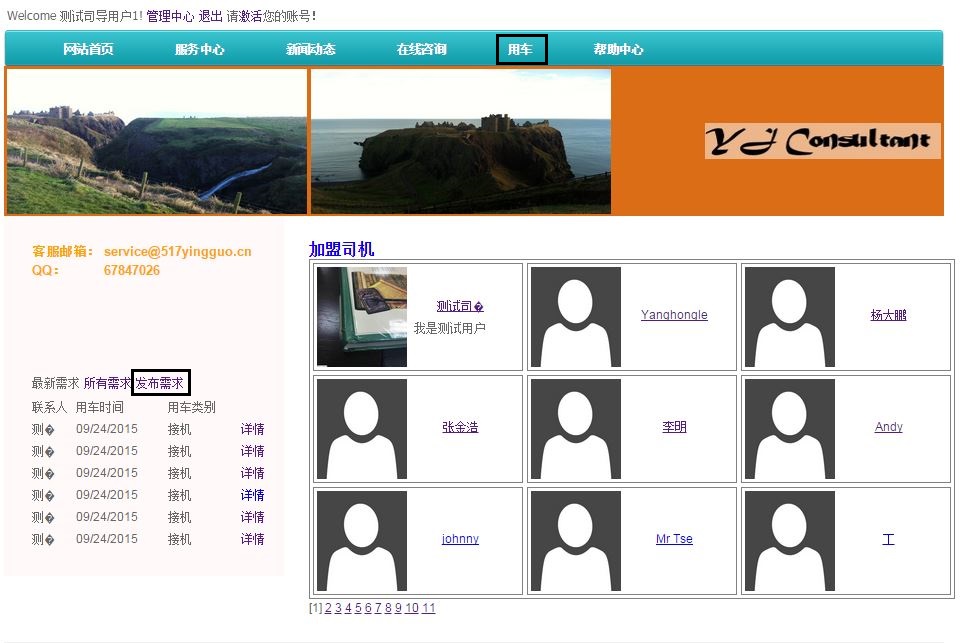 Welcome 测试司导用户1! 管理中心 退出 请激活您的账号!
网站首页 服务中心 新闻动态 在线咨询 用车 帮助中心
YJ Consultant
客服邮箱： service@517yingguo.cn
QQ： 67847026
最新需求 所有需求 发布需求
联系人 用车时间 用车类别
测� 09/24/2015 接机 详情
测� 09/24/2015 接机 详情
测� 09/24/2015 接机 详情
测� 09/24/2015 接机 详情
测� 09/24/2015 接机 详情
测� 09/24/2015 接机 详情
加盟司机
测试司�
我是测试用户
Yanghongle
杨大鹏
张金浩
李明
Andy
johnny
Mr Tse
丁
[1] 2 3 4 5 6 7 8 9 10 11